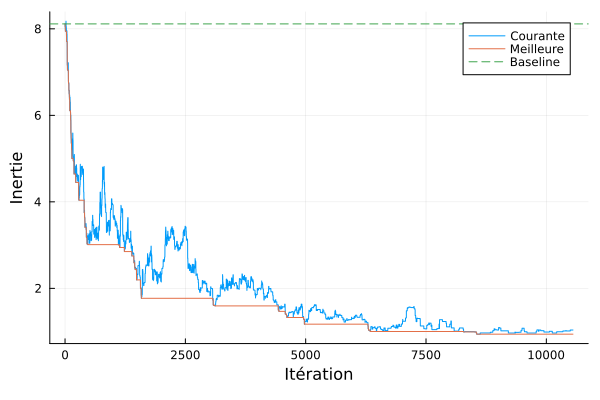 Courante
Meilleure
Baseline
8
6
4
2
Inertie
0
2500
5000
7500
10000
Itération